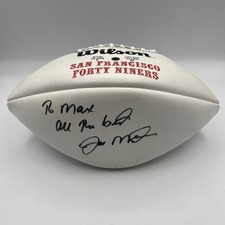 Wilson
SAN FRANCISCO
FORTY NINERS
To Max
All The best